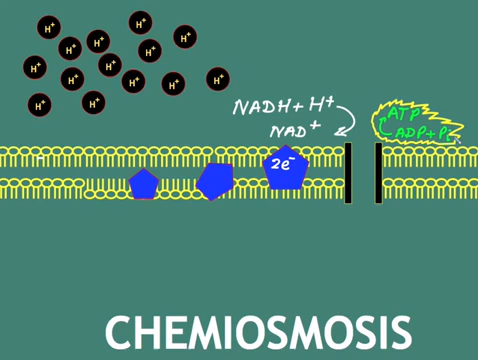 H+
H+
H+
H+
H+
H+
H+
H+
H+
H+
H+
H+
H+
H+
NADH + H+
NAD+
ATP
ADP + Pi
2e-
CHEMIOSMOSIS